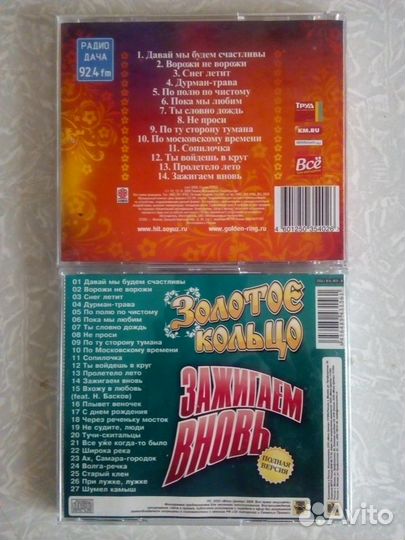 РАДИО
ДАЧА
92.4 fm
1. Давай мы будем счастливы
2. Ворожи не ворожи
3. Снег летит
4. Дурман-трава
5. По полю по чистому
6. Пока мы любим
7. Ты словно дождь
8. Не проси
9. По ту сторону тумана
10. По московскому времени
11. Сопилочка
12. Ты войдешь в круг
13. Пролетело лето
14. Зажигаем вновь
ТРУД
KM.RU
Всё
www.hit.soyuz.ru
www.golden-ring.ru
4 601250 354029
01 Давай мы будем счастливы
02 Ворожи не ворожи
03 Снег летит
04 Дурман-трава
05 По полю по чистому
06 Пока мы любим
07 Ты словно дождь
08 Не проси
09 По ту сторону тумана
10 По Московскому времени
11 Сопилочка
12 Ты войдешь в круг
13 Пролетело лето
14 Зажигаем вновь
15 Вхожу в любовь
(feat. Н. Басков)
16 Плывет веночек
17 С днем рождения
18 Через реченьку мосток
19 Не судите, люди
20 Тучи-скитальцы
21 Все уже когда-то было
22 Широка река
23 Ах, Самара-городок
24 Волга-речка
25 Старый клен
26 При лужке, лужке
27 Шумел камыш
Золотое
кольцо
ЗАЖИГАЕМ
ВНОВЬ
ПОЛНАЯ
ВЕРСИЯ
Avito